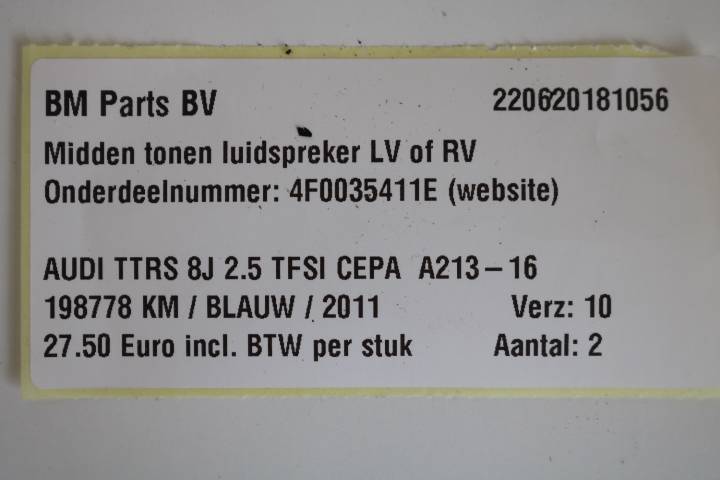 BM Parts BV 220620181056
Midden tonen luidspreker LV of RV
Onderdeelnummer: 4F0035411E (website)
AUDI TTRS 8J 2.5 TFSI CEPA A213-16
198778 KM / BLAUW / 2011 Verz: 10
27.50 Euro incl. BTW per stuk Aantal: 2